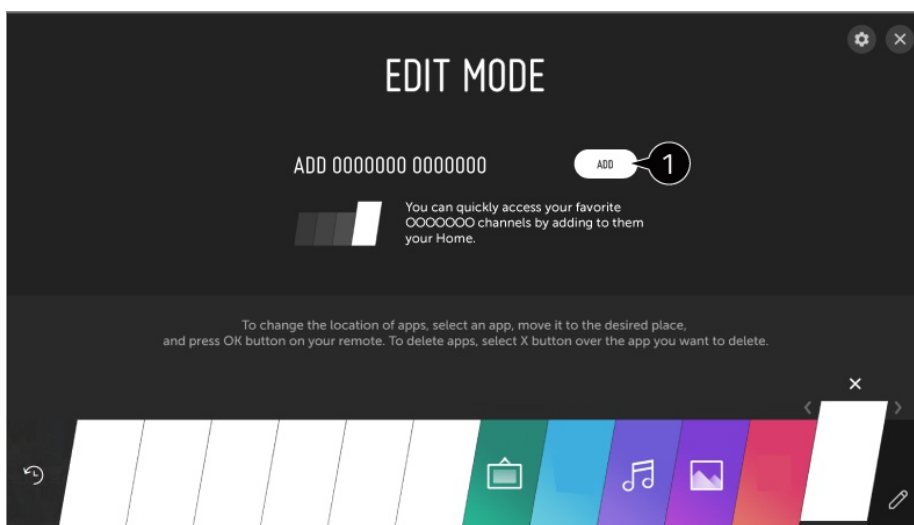 EDIT MODE
ADD OOOOOOO OOOOOOO
ADD
1
You can quickly access your favorite
OOOOOOO channels by adding to them
your Home.
To change the location of apps, select an app, move it to the desired place,
and press OK button on your remote. To delete apps, select X button over the app you want to delete.